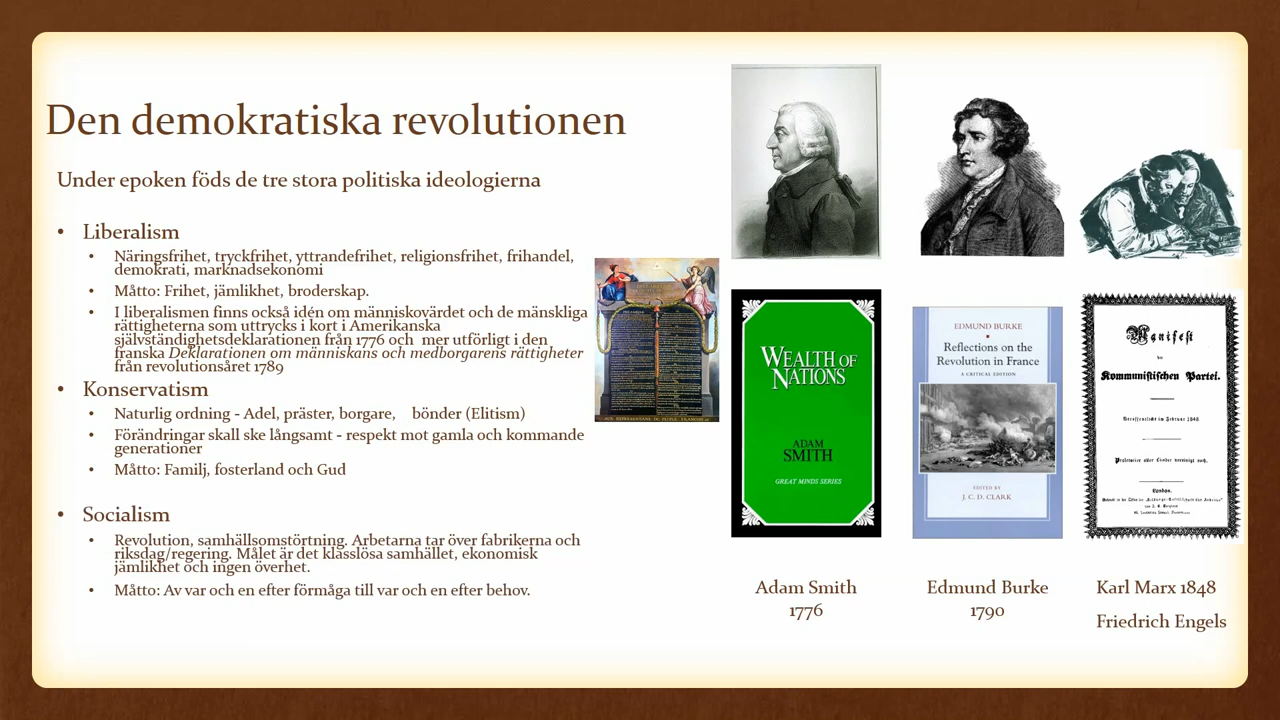 Den demokratiska revolutionen
Under epoken föds de tre stora politiska ideologierna
• Liberalism
• Näringsfrihet, tryckfrihet, yttrandefrihet, religionsfrihet, frihandel,
demokrati, marknadsekonomi
• Måtto: Frihet, jämlikhet, broderskap.
• I liberalismen finns också idén om människovärdet och de mänskliga
rättigheterna som uttrycks i kort i Amerikanska
självständighetsjeklarationen från 1776 och mer utförligt i den
franska Deklarationen om människans och medborgarens rättigheter
från revolutionsåret 1789
• Konservatism
• Naturlig ordning - Adel, präster, borgare, bönder (Elitism)
• Förändringar skall ske långsamt - respekt mot gamla och kommande
generationer
• Måtto: Familj, fosterland och Gud
• Socialism
• Revolution, samhällsomstörtning. Arbetarna tar över fabrikerna och
riksdag/regering. Målet är det klasslösa samhället, ekonomisk
jämlikhet och ingen överhet.
• Måtto: Av var och en efter förmåga till var och en efter behov.
WEALTH OF
NATIONS
ADAM
SMITH
GREAT MINDS SERIES
EDMUND BURKE
Reflections on the
Revolution in France
A CRITICAL EDITION
EDITED BY
J. C. D. CLARK
Manifest
der
Kommunistischen Partei.
Veröffentlicht im Februar 1848.
Proletarier aller Länder vereinigt euch.
London.
Adam Smith
1776
Edmund Burke
1790
Karl Marx 1848
Friedrich Engels